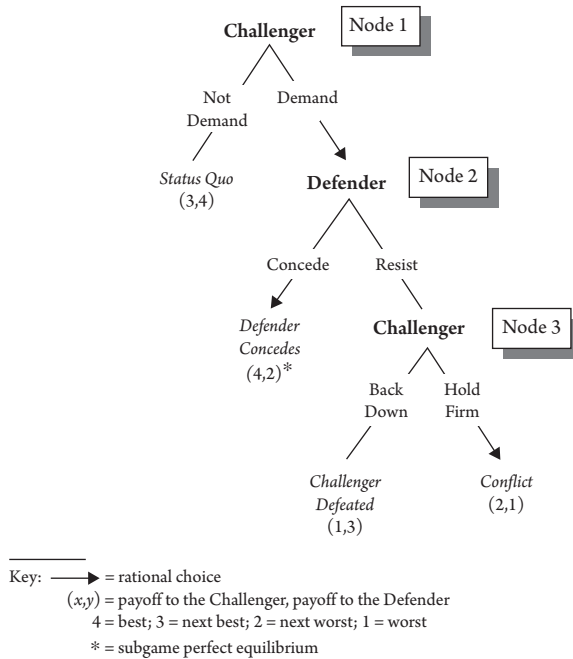 Challenger
Node 1
Not
Demand
Demand
Status Quo
(3,4)
Defender
Node 2
Concede
Resist
Defender
Concedes
(4,2)*
Challenger
Node 3
Back
Down
Hold
Firm
Challenger
Defeated
(1,3)
Conflict
(2,1)
Key: = rational choice
(x,y) = payoff to the Challenger, payoff to the Defender
4 = best; 3 = next best; 2 = next worst; 1 = worst
* = subgame perfect equilibrium